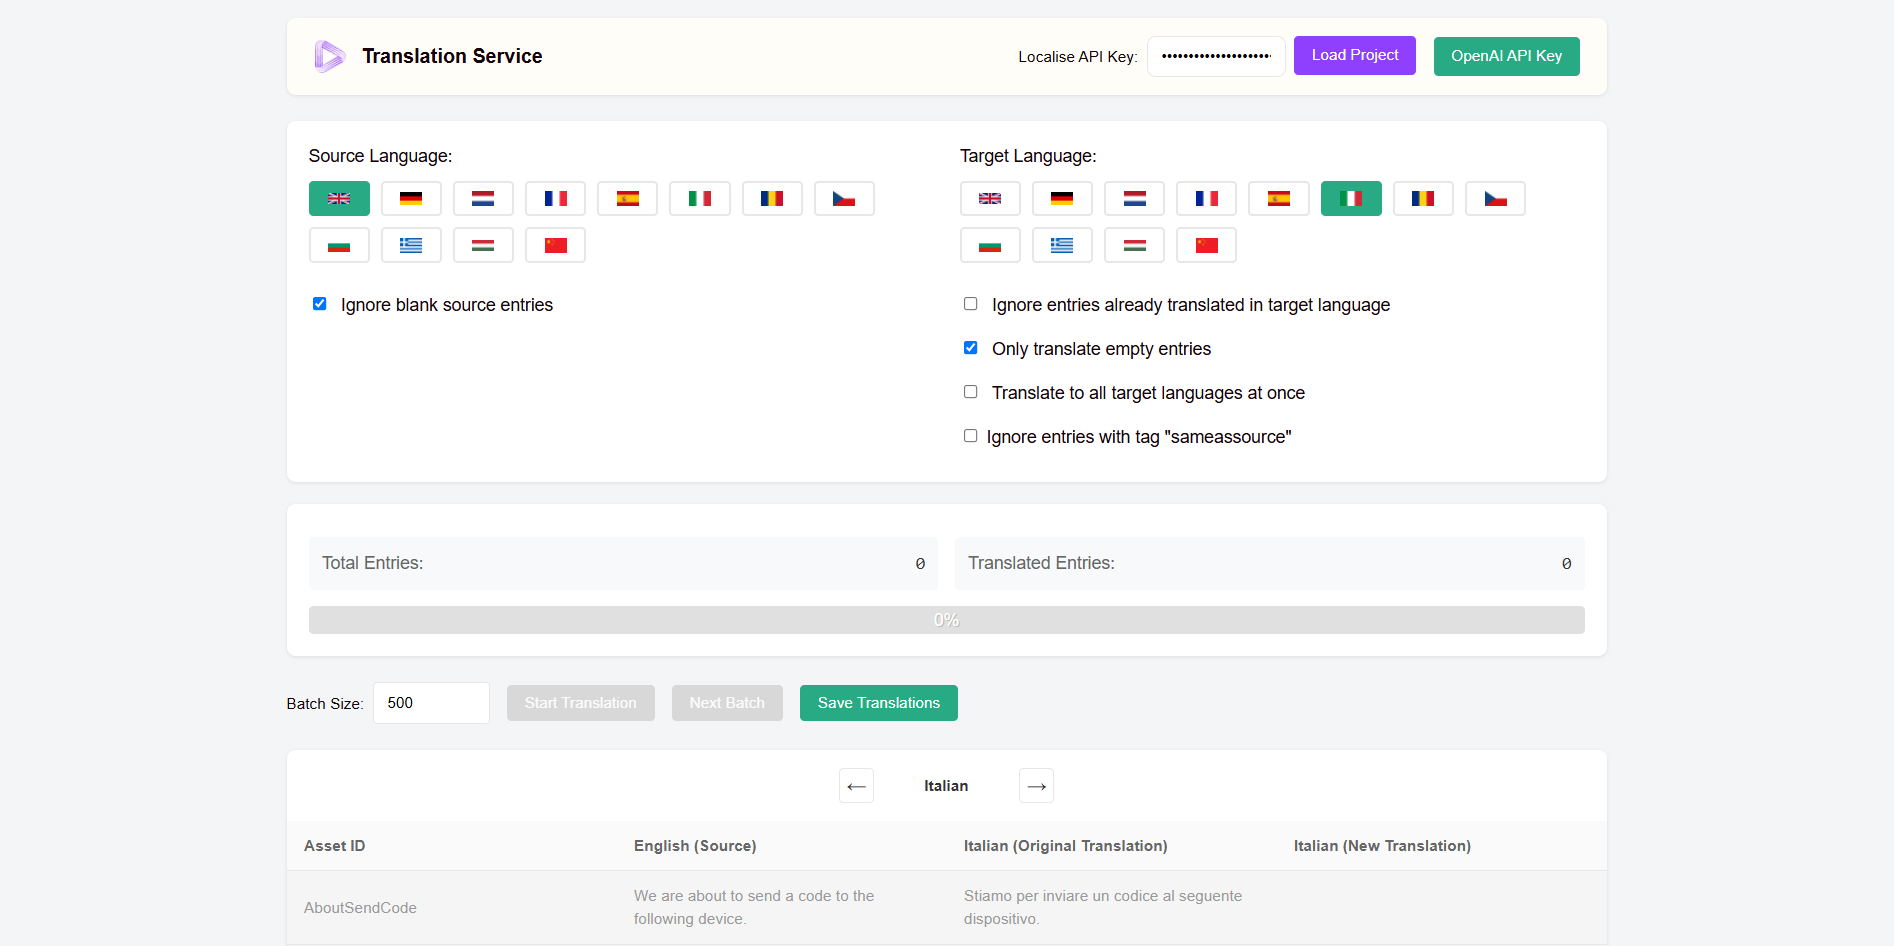 Translation Service
Localise API Key:
••••••••••••••••••••
Load Project
OpenAI API Key
Source Language:
Target Language:
Ignore blank source entries
Ignore entries already translated in target language
Only translate empty entries
Translate to all target languages at once
Ignore entries with tag "sameassource"
Total Entries: 0
Translated Entries: 0
0%
Batch Size: 500
Start Translation
Next Batch
Save Translations
← Italian →
Asset ID
English (Source)
Italian (Original Translation)
Italian (New Translation)
AboutSendCode
We are about to send a code to the
following device.
Stiamo per inviare un codice al seguente
dispositivo.